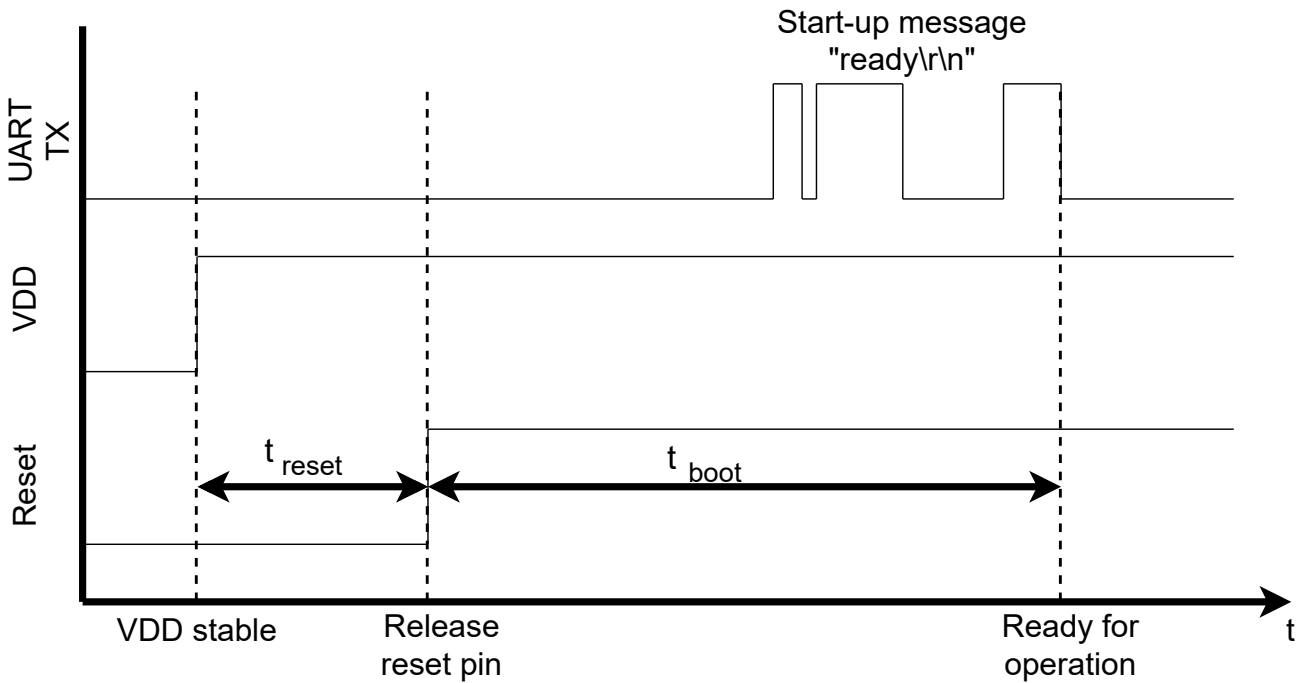 Start-up message
"ready\r\n"
UART
TX
VDD
Reset
t reset
t boot
VDD stable
Release
reset pin
Ready for
operation
t